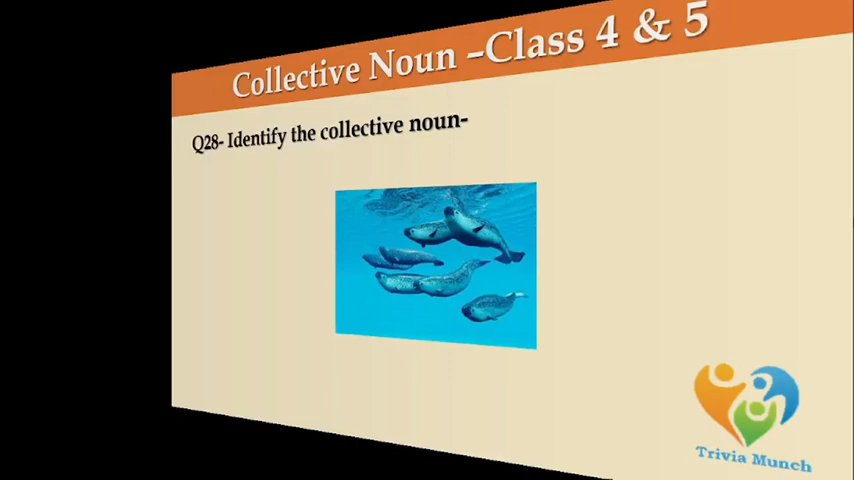 Collective Noun –Class 4 & 5
Q28- Identify the collective noun-
Trivia Munch